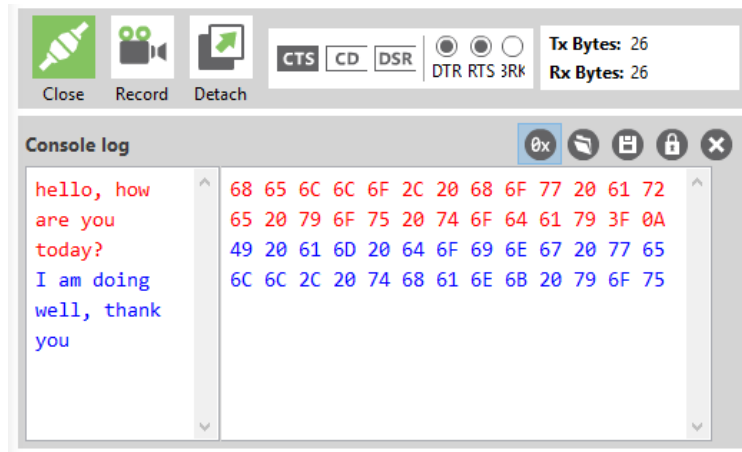 CTS CD DSR DTR RTS BRK Tx Bytes: 26
Rx Bytes: 26
Close Record Detach
Console log 0x
hello, how
are you
today?
I am doing
well, thank
you
68 65 6C 6C 6F 2C 20 68 6F 77 20 61 72
65 20 79 6F 75 20 74 6F 64 61 79 3F 0A
49 20 61 6D 20 64 6F 69 6E 67 20 77 65
6C 6C 2C 20 74 68 61 6E 6B 20 79 6F 75